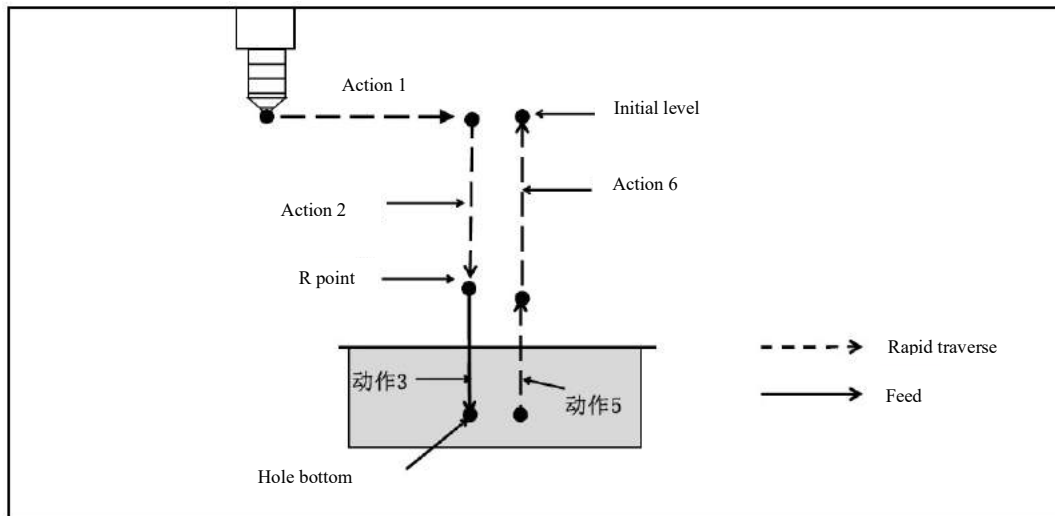 Action 1
Initial level
Action 6
Action 2
R point
动作3
动作5
Rapid traverse
Feed
Hole bottom